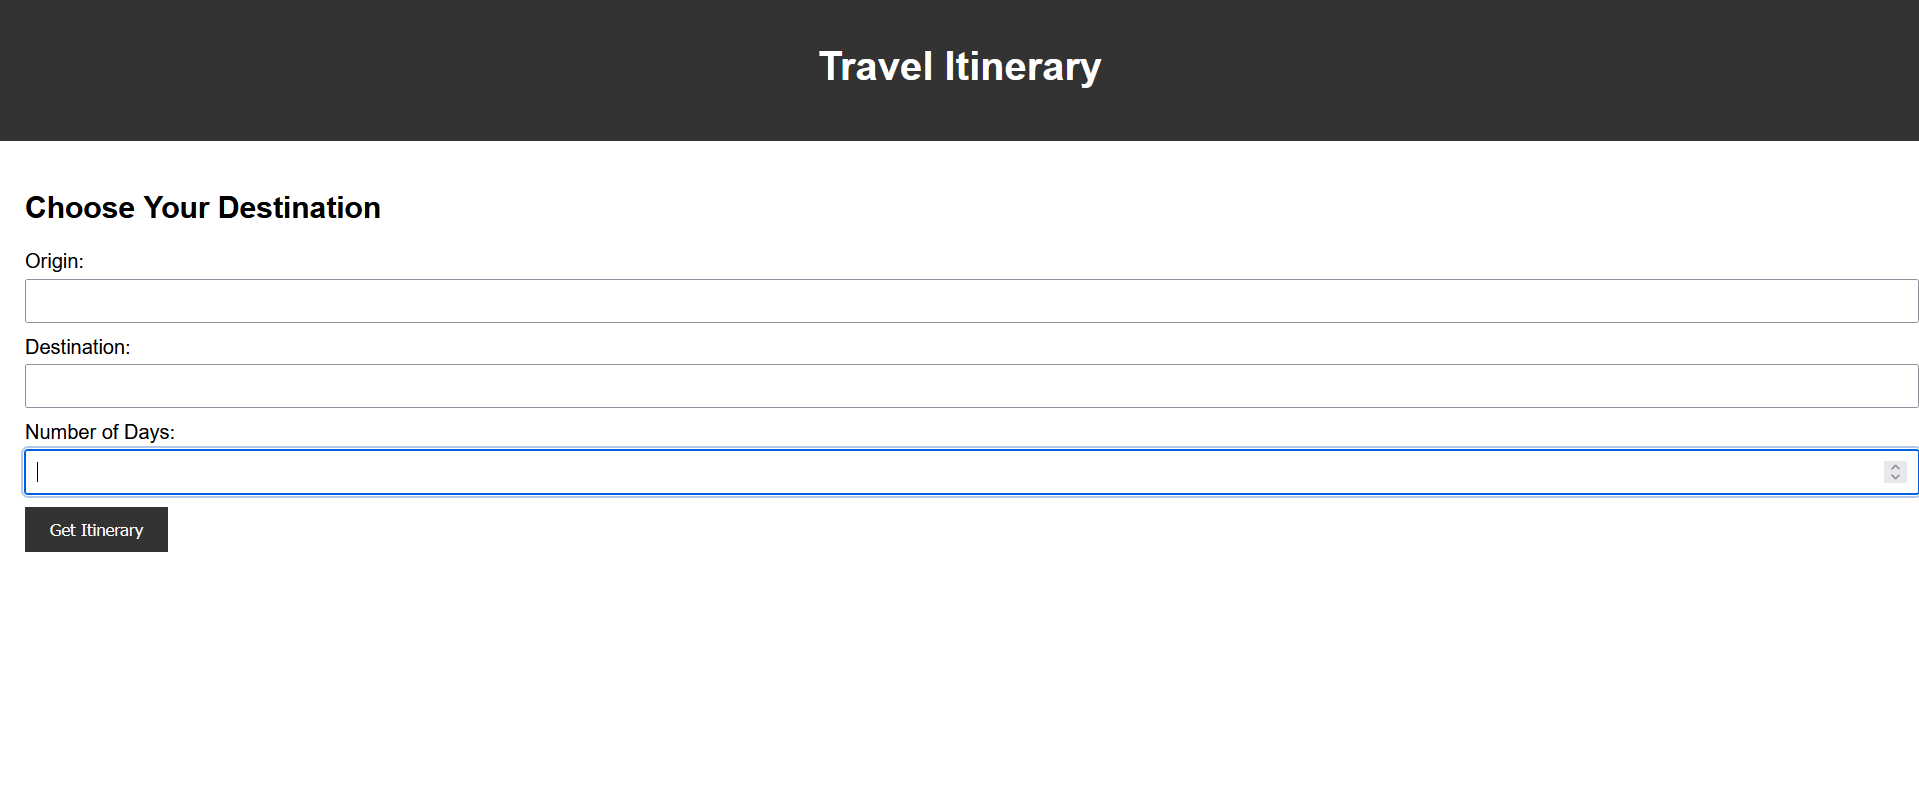 Travel Itinerary
Choose Your Destination
Origin:
Destination:
Number of Days:
Get Itinerary